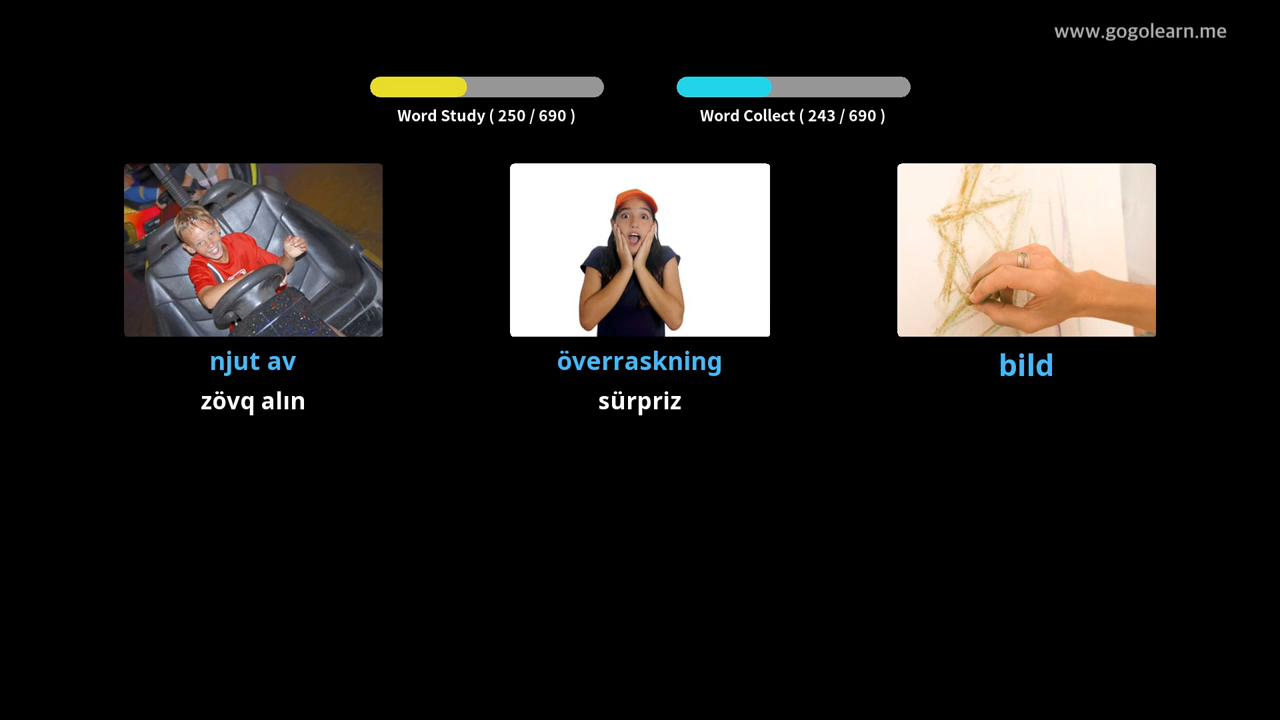 www.gogolearn.me
Word Study ( 250 / 690 )
Word Collect ( 243 / 690 )
njut av
överraskning
bild
zövq alın
sürpriz